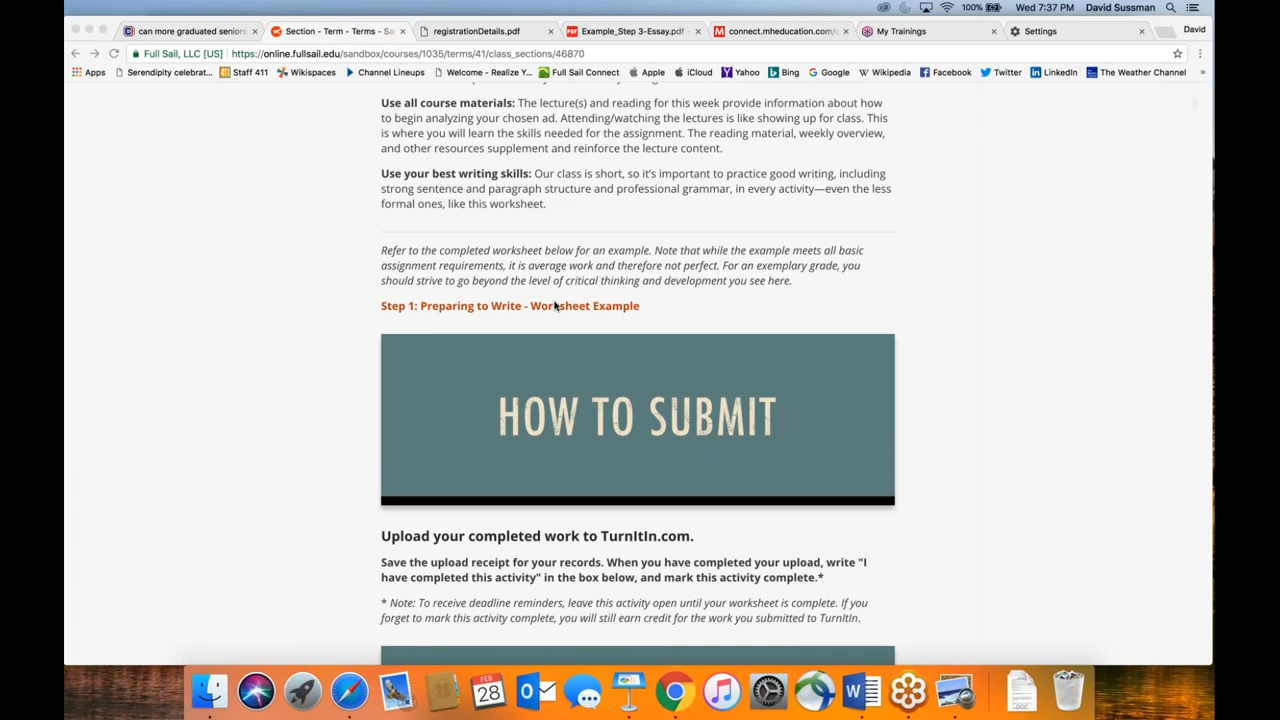 100% Wed 7:37 PM David Sussman
can more graduated seniors × Section - Term - Terms - Sa × registrationDetails.pdf × Example_Step 3-Essay.pdf × connect.mheducation.com/c × My Trainings × Settings × David
Full Sail, LLC [US] https://online.fullsail.edu/sandbox/courses/1035/terms/41/class_sections/46870
Apps Serendipity celebrat... Staff 411 Wikispaces Channel Lineups Welcome - Realize Y... Full Sail Connect Apple iCloud Yahoo Bing Google Wikipedia Facebook Twitter LinkedIn The Weather Channel »
Use all course materials: The lecture(s) and reading for this week provide information about how
to begin analyzing your chosen ad. Attending/watching the lectures is like showing up for class. This
is where you will learn the skills needed for the assignment. The reading material, weekly overview,
and other resources supplement and reinforce the lecture content.
Use your best writing skills: Our class is short, so it's important to practice good writing, including
strong sentence and paragraph structure and professional grammar, in every activity—even the less
formal ones, like this worksheet.
Refer to the completed worksheet below for an example. Note that while the example meets all basic
assignment requirements, it is average work and therefore not perfect. For an exemplary grade, you
should strive to go beyond the level of critical thinking and development you see here.
Step 1: Preparing to Write - Worksheet Example
HOW TO SUBMIT
Upload your completed work to TurnItIn.com.
Save the upload receipt for your records. When you have completed your upload, write "I
have completed this activity" in the box below, and mark this activity complete.*
* Note: To receive deadline reminders, leave this activity open until your worksheet is complete. If you
forget to mark this activity complete, you will still earn credit for the work you submitted to TurnItIn.
FEB
28